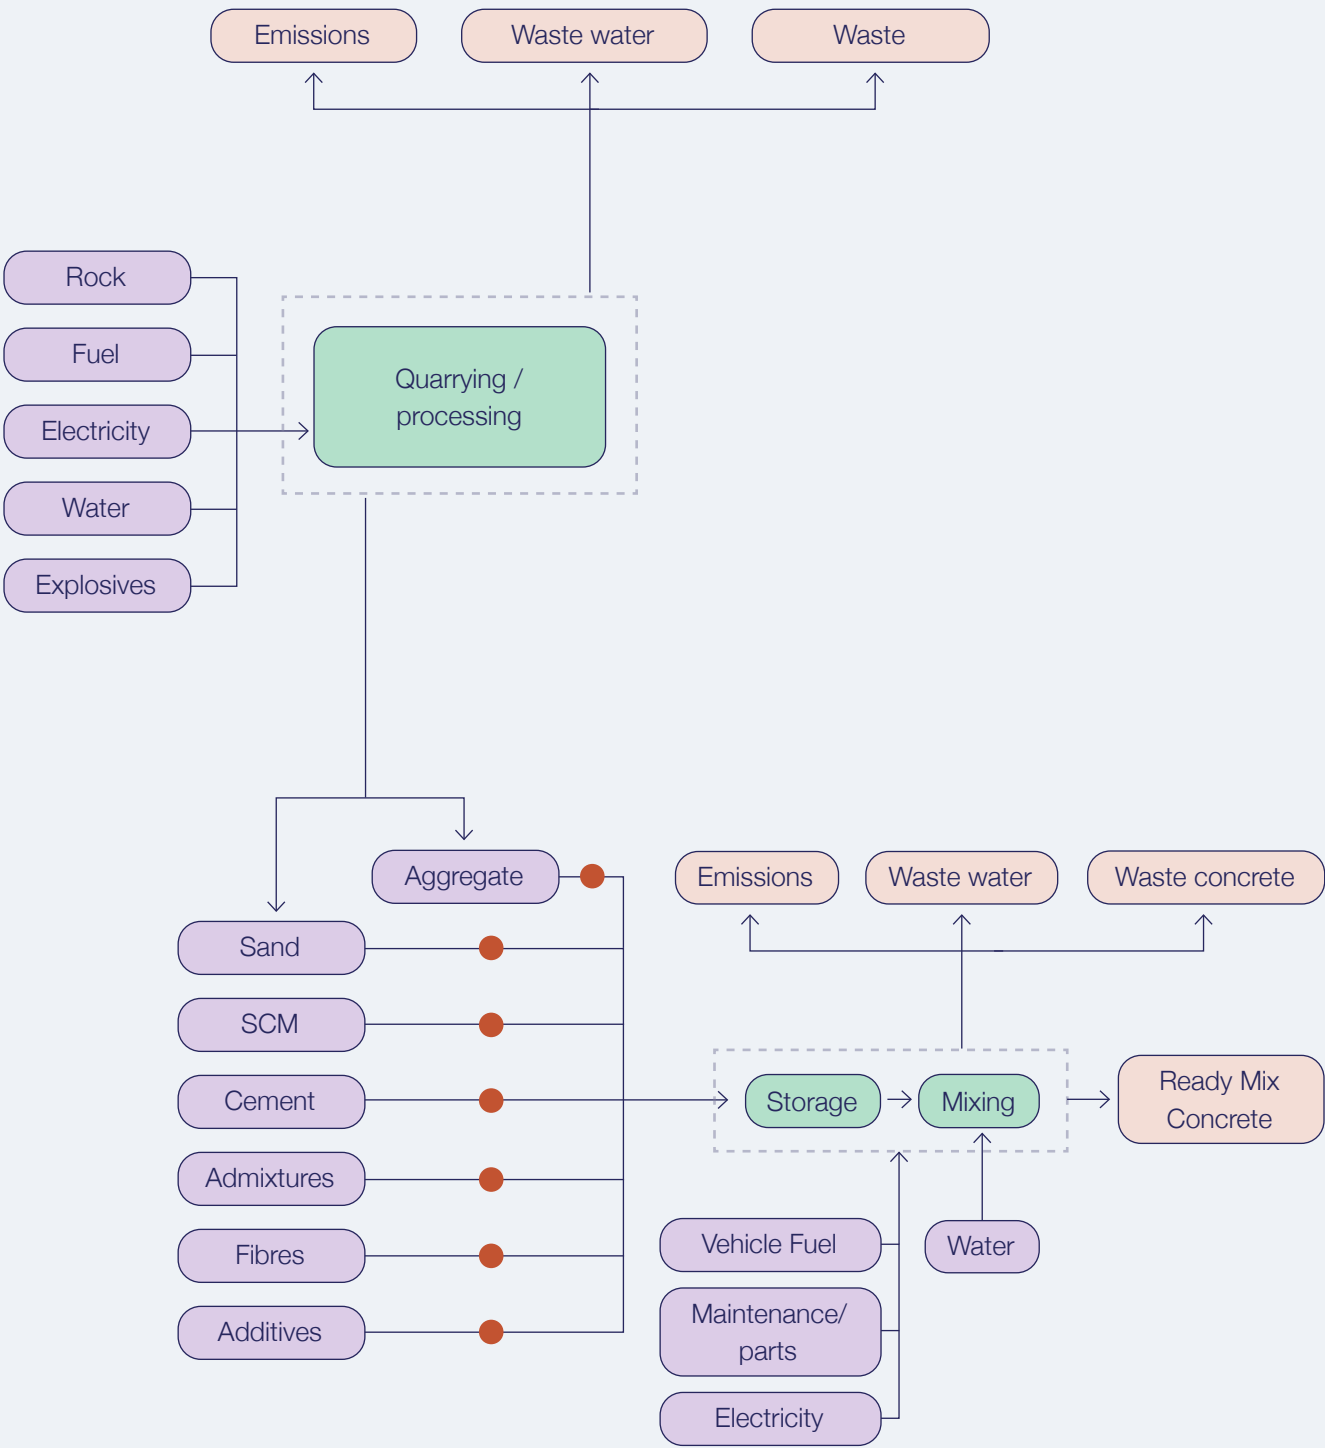 Emissions
Waste water
Waste
Rock
Fuel
Electricity
Water
Explosives
Quarrying /
processing
Aggregate
Sand
SCM
Cement
Admixtures
Fibres
Additives
Emissions
Waste water
Waste concrete
Storage
Mixing
Ready Mix
Concrete
Vehicle Fuel
Water
Maintenance/
parts
Electricity